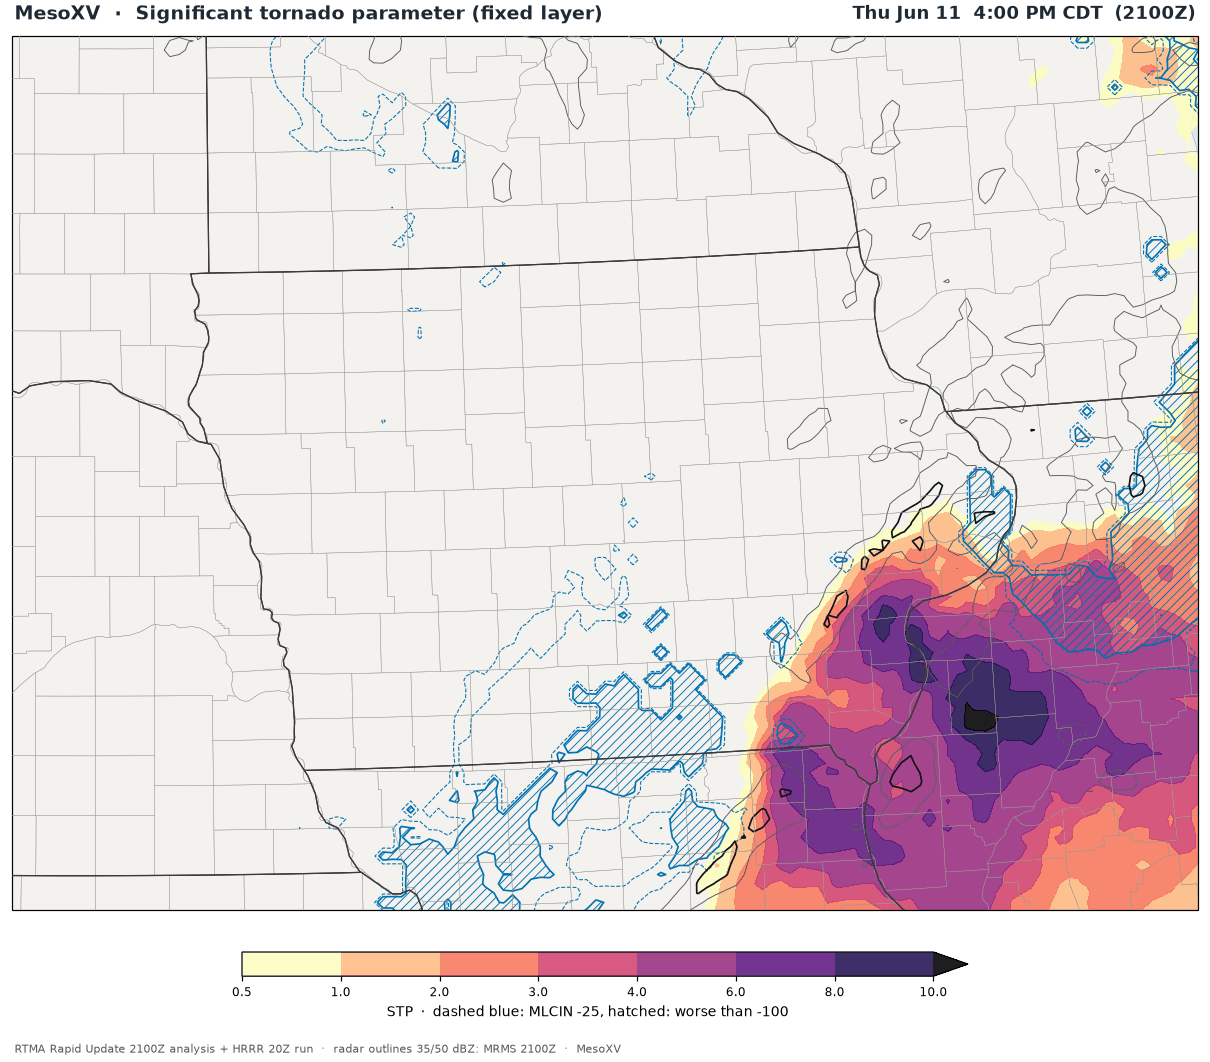 MesoXV · Significant tornado parameter (fixed layer)
Thu Jun 11 4:00 PM CDT (2100Z)
0.5 1.0 2.0 3.0 4.0 6.0 8.0 10.0
STP · dashed blue: MLCIN -25, hatched: worse than -100
RTMA Rapid Update 2100Z analysis + HRRR 20Z run · radar outlines 35/50 dBZ: MRMS 2100Z · MesoXV